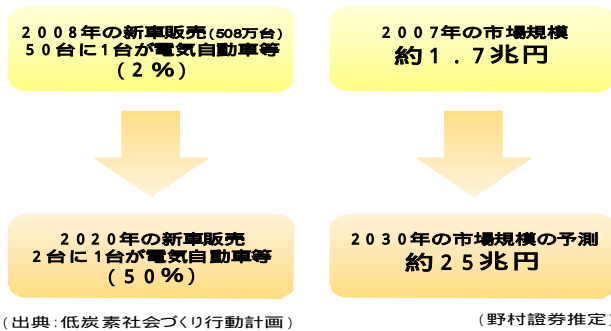 2008年の新車販売(508万台)
50台に1台が電気自動車等
(2%)
2020年の新車販売
2台に1台が電気自動車等
(50%)
(出典:低炭素社会づくり行動計画)
2007年の市場規模
約1.7兆円
2030年の市場規模の予測
約25兆円
(野村證券推定)